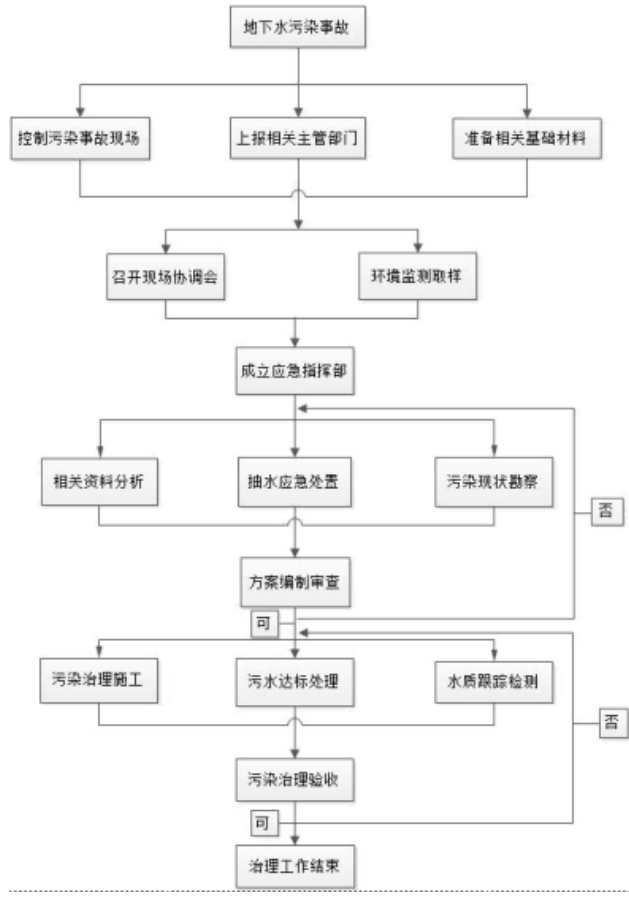 地下水污染事故
控制污染事故现场
上报相关主管部门
准备相关基础材料
召开现场协调会
环境监测取样
成立应急指挥部
相关资料分析
抽水应急处置
污染现状勘察
否
方案编制审查
可
污染治理施工
污水达标处理
水质跟踪检测
否
污染治理验收
可
治理工作结束